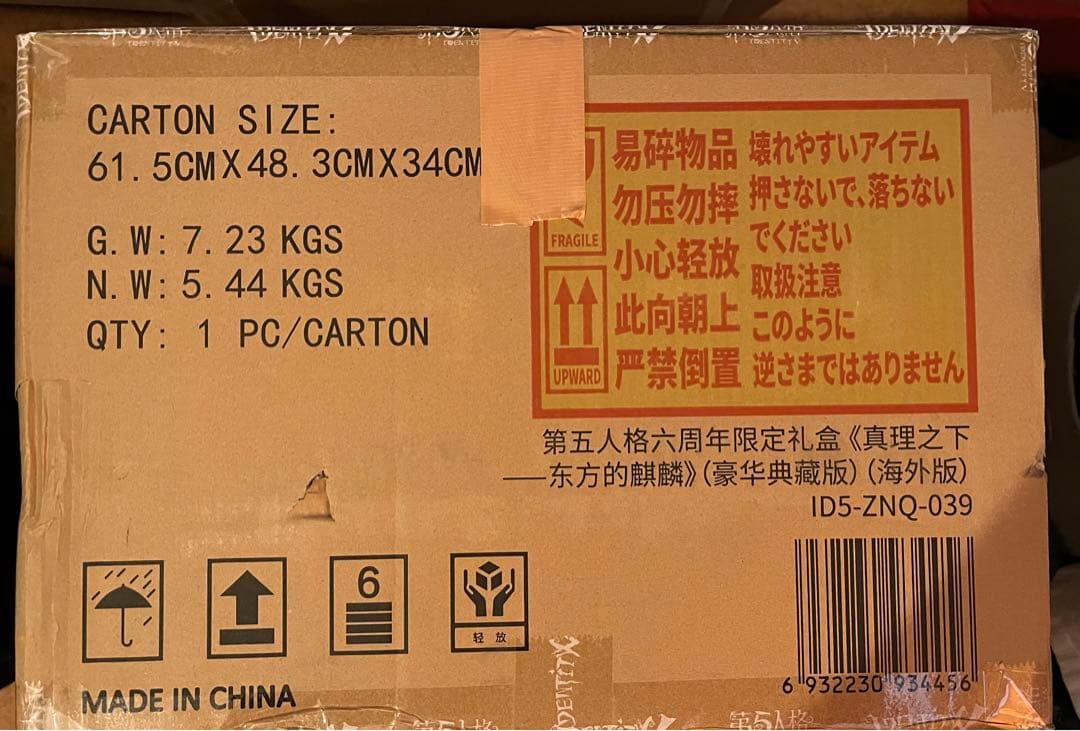 CARTON SIZE:
61.5CMX48.3CMX34CM
G.W: 7.23 KGS
N.W: 5.44 KGS
QTY: 1 PC/CARTON
FRAGILE
UPWARD
易碎物品
勿压勿摔
小心轻放
此向朝上
严禁倒置
壊れやすいアイテム
押さないで、落ちない
でください
取扱注意
このように
逆さまではありません
第五人格六周年限定礼盒《真理之下
——东方的麒麟》（豪华典藏版）（海外版）
ID5-ZNQ-039
6
轻放
6 932230 934456
MADE IN CHINA
IDENTITY
第5人格